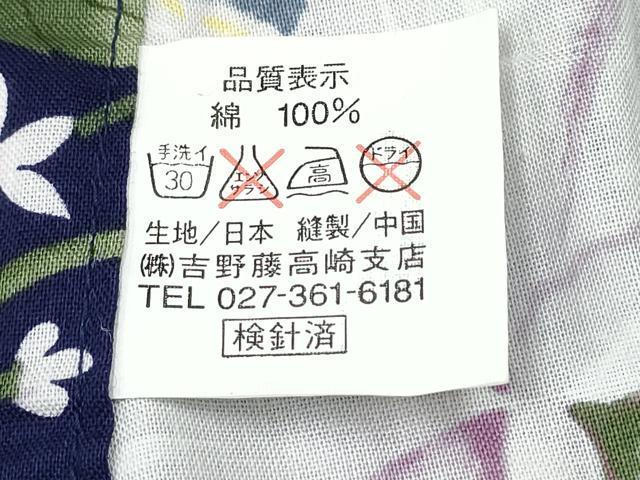 品質表示
綿 100%
手洗イ 30 エンソ サラシ 高 ドライ
生地/日本 縫製/中国
㈱吉野藤高崎支店
TEL 027-361-6181
検針済